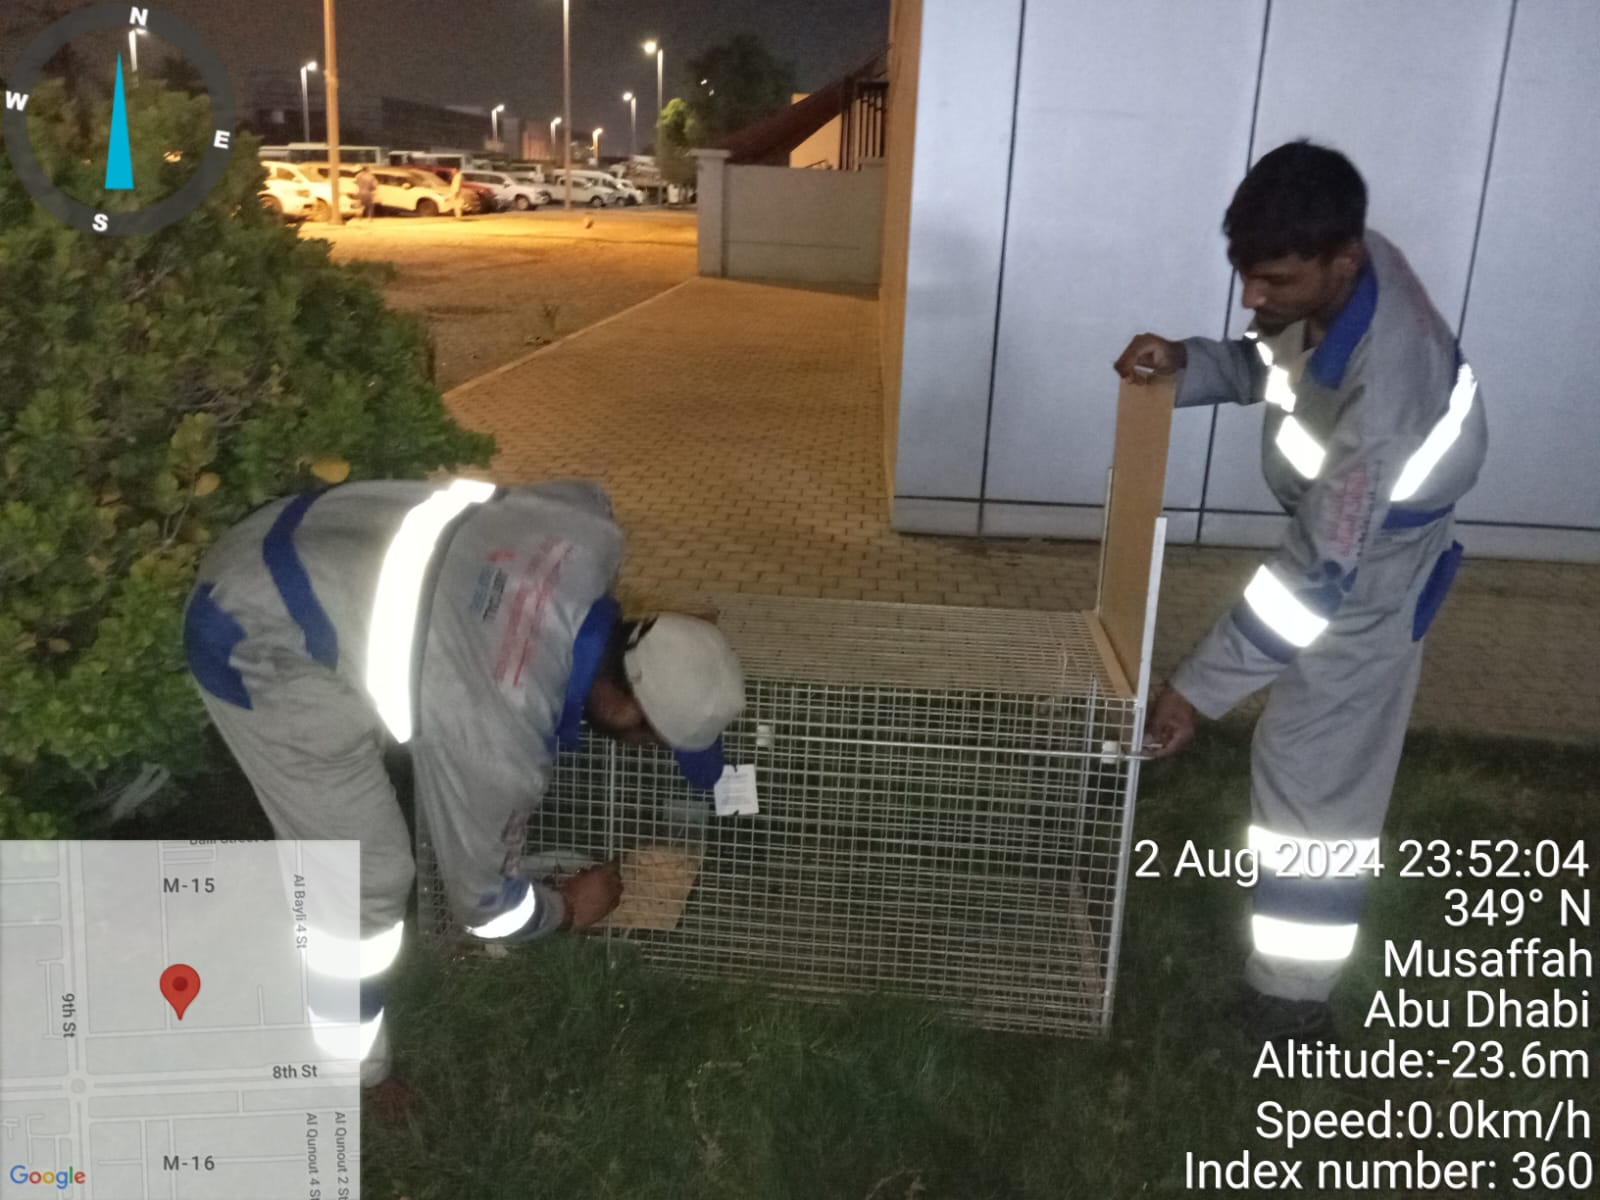 N
W
E
S
2 Aug 2024 23:52:04
349° N
Musaffah
Abu Dhabi
Altitude:-23.6m
Speed:0.0km/h
Index number: 360
M-15
Al Bayli 4 St
9th St
8th St
Al Qunout 4 St
Al Qunout 2 St
M-16
Google